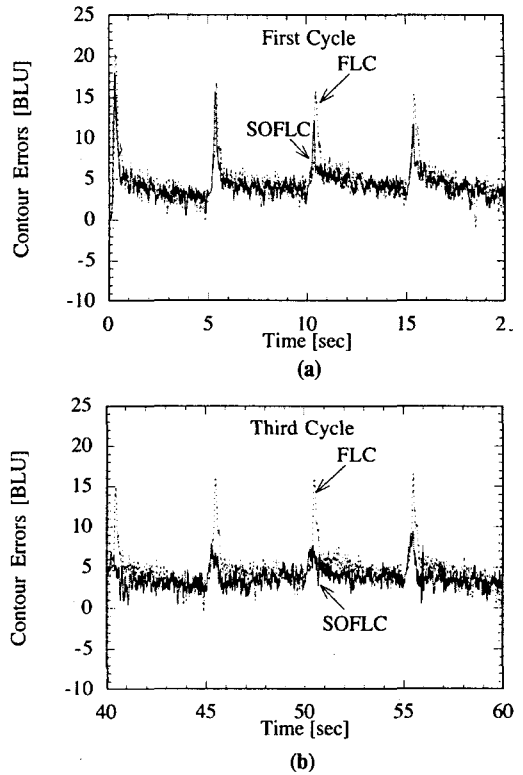 25
20
15
10
5
0
-5
-10
Contour Errors [BLU]
First Cycle
FLC
SOFLC
0 5 10 15 2
Time [sec]
(a)
25
20
15
10
5
0
-5
-10
Contour Errors [BLU]
Third Cycle
FLC
SOFLC
40 45 50 55 60
Time [sec]
(b)